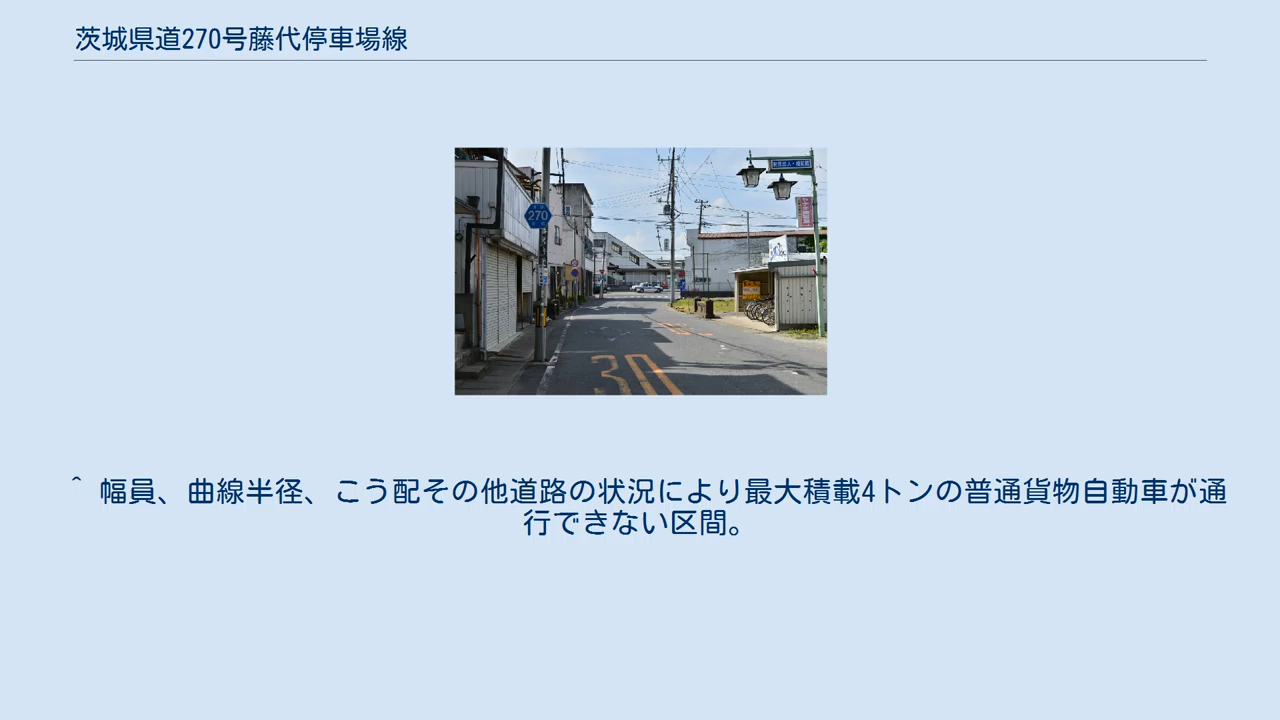 茨城県道270号藤代停車場線
270
30
^ 幅員、曲線半径、こう配その他道路の状況により最大積載4トンの普通貨物自動車が通
行できない区間。